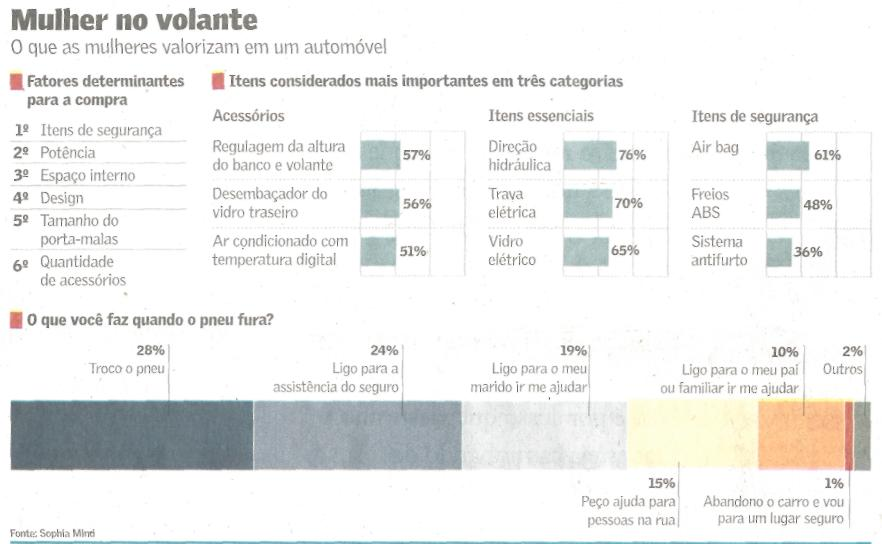 Mulher no volante
O que as mulheres valorizam em um automóvel
Fatores determinantes
para a compra
1º Itens de segurança
2º Potência
3º Espaço interno
4º Design
5º Tamanho do
porta-malas
6º Quantidade
de acessórios
Itens considerados mais importantes em três categorias
Acessórios
Regulagem da altura
do banco e volante
57%
Desembaçador do
vidro traseiro
56%
Ar condicionado com
temperatura digital
51%
Itens essenciais
Direção
hidráulica
76%
Trava
elétrica
70%
Vidro
elétrico
65%
Itens de segurança
Air bag
61%
Freios
ABS
48%
Sistema
antifurto
36%
O que você faz quando o pneu fura?
28%
Troco o pneu
24%
Ligo para a
assistência do seguro
19%
Ligo para o meu
marido ir me ajudar
10%
Ligo para o meu pai
ou familiar ir me ajudar
2%
Outros
15%
Peço ajuda para
pessoas na rua
1%
Abandono o carro e vou
para um lugar seguro
Fonte: Sophia Mind